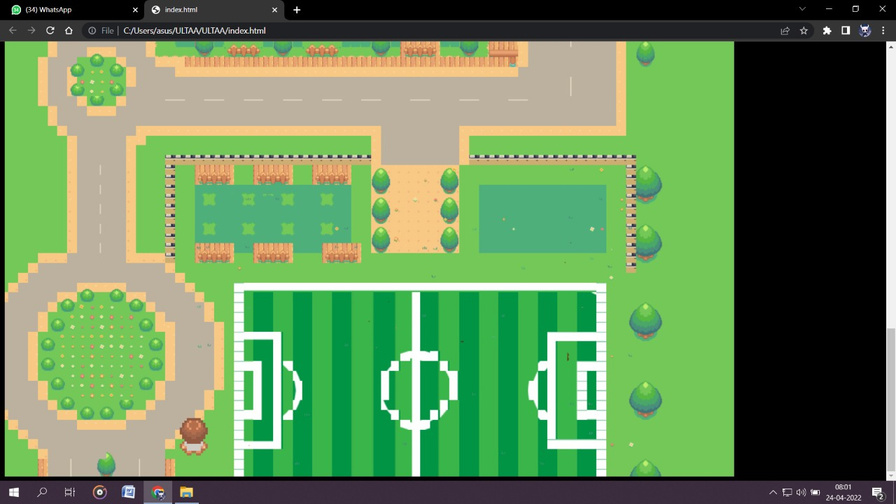 (34) WhatsApp
index.html
File
C:/Users/asus/ULTAA/ULTAA/index.html
08:01
24-04-2022